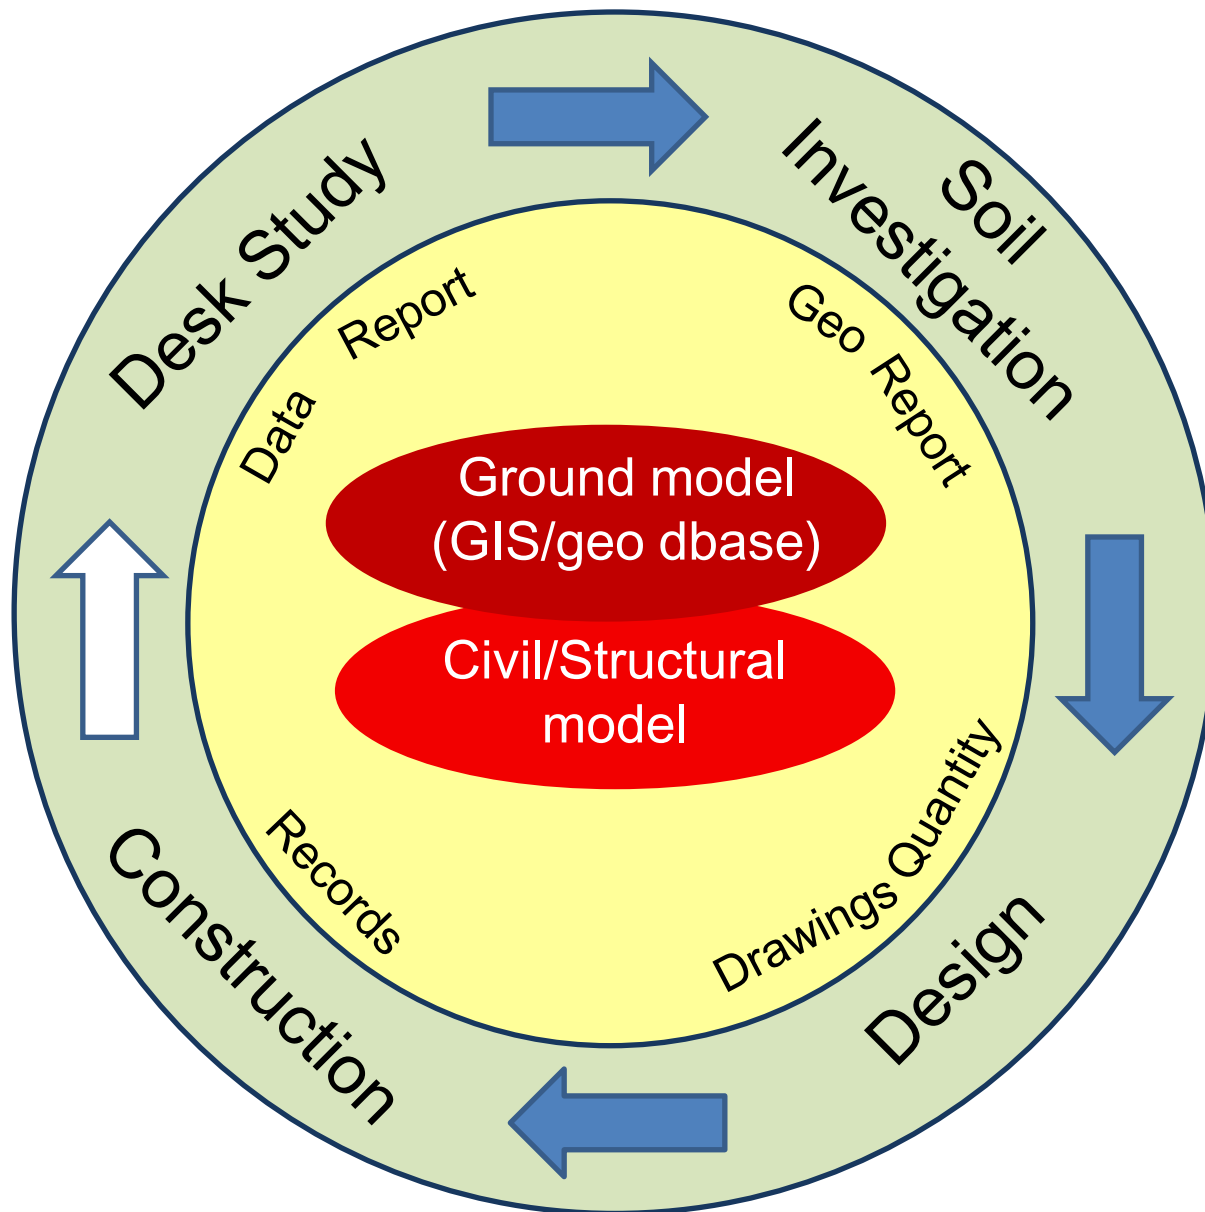 Desk Study
Soil
Investigation
Data Report
Geo Report
Ground model
(GIS/geo dbase)
Civil/Structural
model
Records
Drawings Quantity
Construction
Design